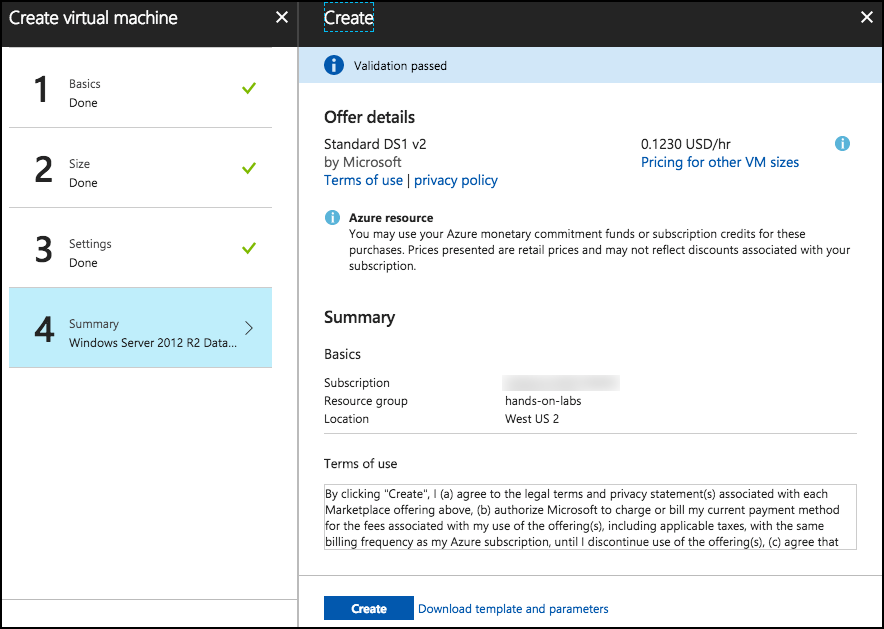 Create virtual machine
1
Basics
Done
2
Size
Done
3
Settings
Done
4
Summary
Windows Server 2012 R2 Data...
Create
Validation passed
Offer details
Standard DS1 v2
0.1230 USD/hr
by Microsoft
Pricing for other VM sizes
Terms of use | privacy policy
Azure resource
You may use your Azure monetary commitment funds or subscription credits for these
purchases. Prices presented are retail prices and may not reflect discounts associated with your
subscription.
Summary
Basics
Subscription
Resource group
hands-on-labs
Location
West US 2
Terms of use
By clicking "Create", I (a) agree to the legal terms and privacy statement(s) associated with each
Marketplace offering above, (b) authorize Microsoft to charge or bill my current payment method
for the fees associated with my use of the offering(s), including applicable taxes, with the same
billing frequency as my Azure subscription, until I discontinue use of the offering(s), (c) agree that
Create
Download template and parameters